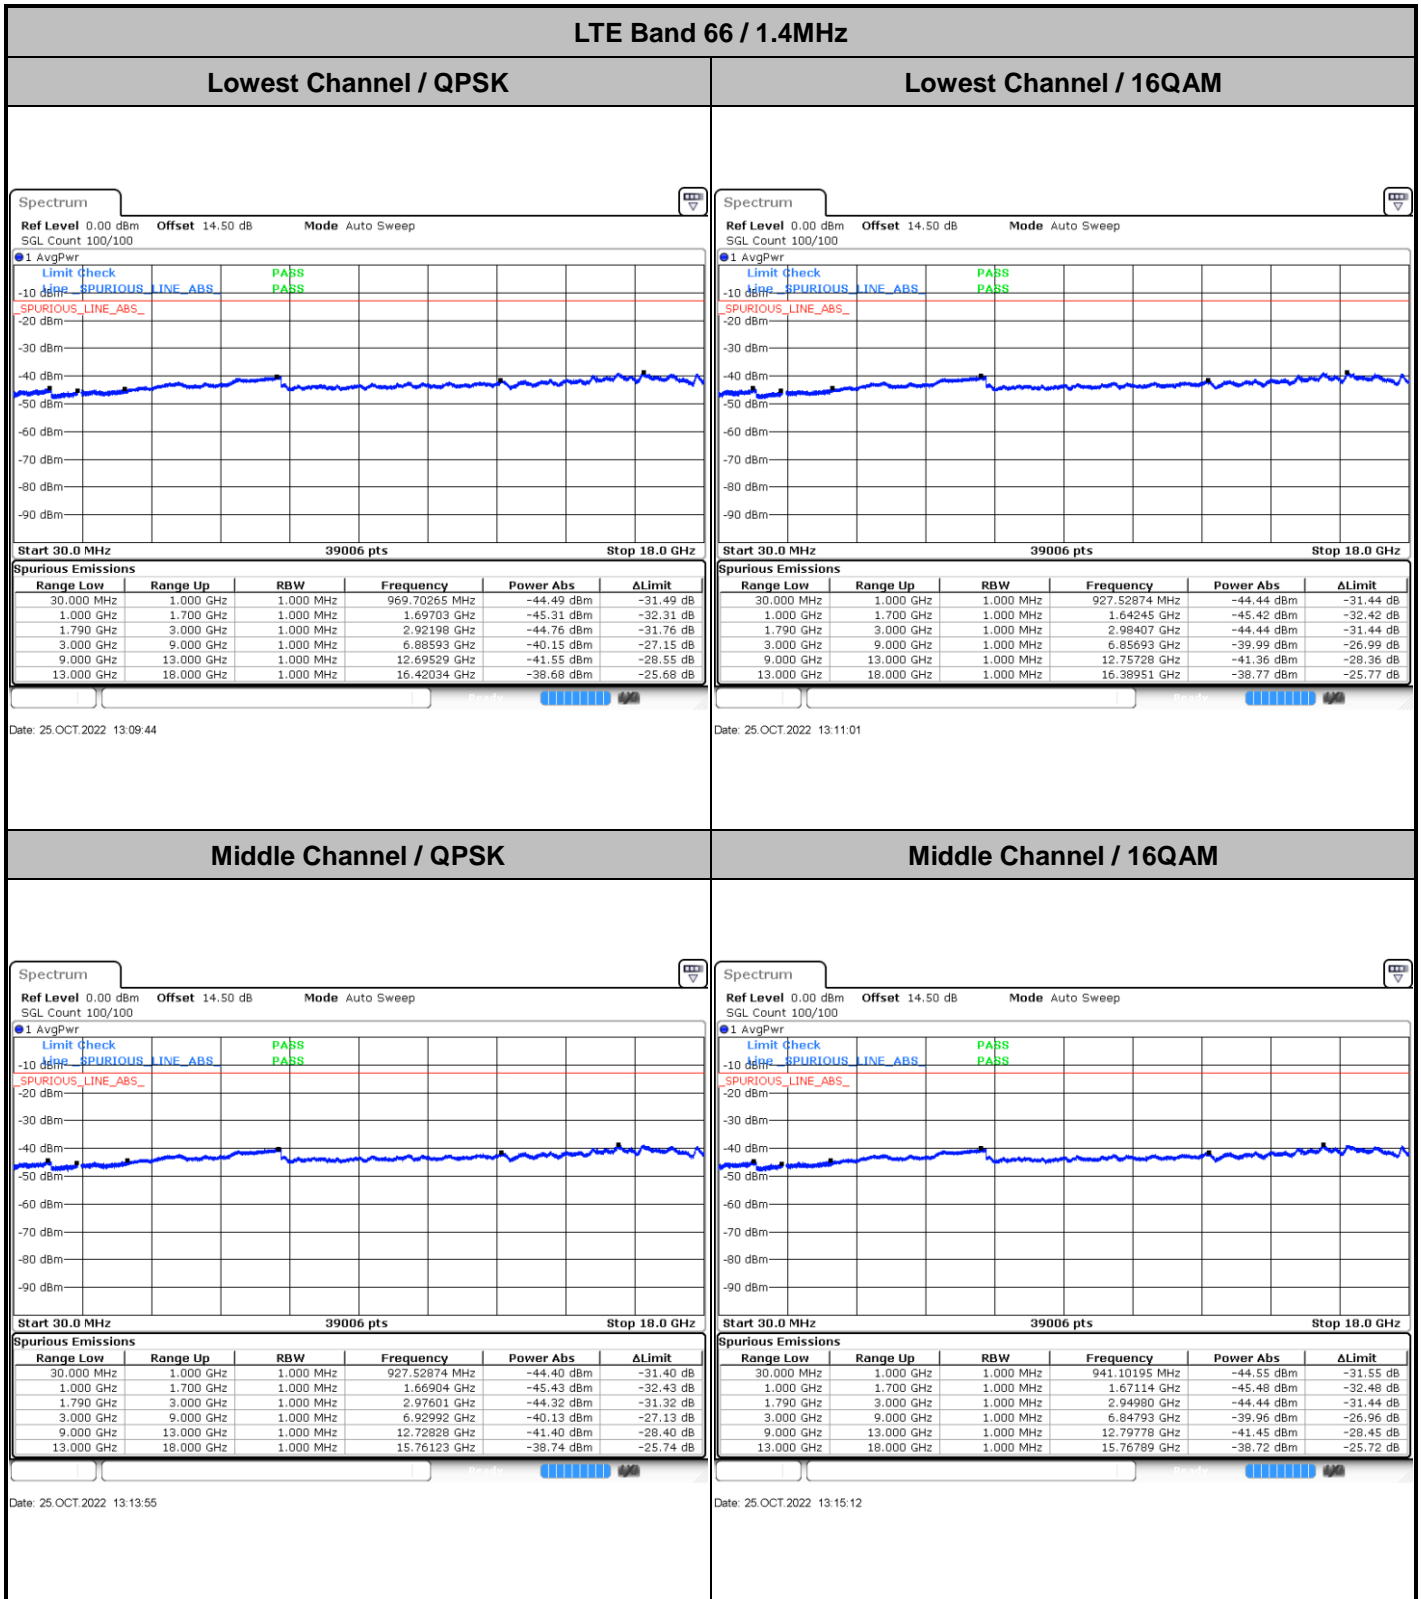 LTE Band 66 / 1.4MHz
Lowest Channel / QPSK
Lowest Channel / 16QAM
Spectrum
Ref Level 0.00 dBm Offset 14.50 dB Mode Auto Sweep
SGL Count 100/100
1 AvgPwr
Limit Check PASS
Line _SPURIOUS_LINE_ABS_ PASS
-10 dBm
_SPURIOUS_LINE_ABS_
-20 dBm
-30 dBm
-40 dBm
-50 dBm
-60 dBm
-70 dBm
-80 dBm
-90 dBm
Start 30.0 MHz 39006 pts Stop 18.0 GHz
Spurious Emissions
Range Low Range Up RBW Frequency Power Abs ΔLimit
30.000 MHz 1.000 GHz 1.000 MHz 969.70265 MHz -44.49 dBm -31.49 dB
1.000 GHz 1.700 GHz 1.000 MHz 1.69703 GHz -45.31 dBm -32.31 dB
1.790 GHz 3.000 GHz 1.000 MHz 2.92198 GHz -44.76 dBm -31.76 dB
3.000 GHz 9.000 GHz 1.000 MHz 6.88593 GHz -40.15 dBm -27.15 dB
9.000 GHz 13.000 GHz 1.000 MHz 12.69529 GHz -41.55 dBm -28.55 dB
13.000 GHz 18.000 GHz 1.000 MHz 16.42034 GHz -38.68 dBm -25.68 dB
Ready
Date: 25.OCT.2022 13:09:44
Spectrum
Ref Level 0.00 dBm Offset 14.50 dB Mode Auto Sweep
SGL Count 100/100
1 AvgPwr
Limit Check PASS
Line _SPURIOUS_LINE_ABS_ PASS
-10 dBm
_SPURIOUS_LINE_ABS_
-20 dBm
-30 dBm
-40 dBm
-50 dBm
-60 dBm
-70 dBm
-80 dBm
-90 dBm
Start 30.0 MHz 39006 pts Stop 18.0 GHz
Spurious Emissions
Range Low Range Up RBW Frequency Power Abs ΔLimit
30.000 MHz 1.000 GHz 1.000 MHz 927.52874 MHz -44.44 dBm -31.44 dB
1.000 GHz 1.700 GHz 1.000 MHz 1.64245 GHz -45.42 dBm -32.42 dB
1.790 GHz 3.000 GHz 1.000 MHz 2.98407 GHz -44.44 dBm -31.44 dB
3.000 GHz 9.000 GHz 1.000 MHz 6.85693 GHz -39.99 dBm -26.99 dB
9.000 GHz 13.000 GHz 1.000 MHz 12.75728 GHz -41.36 dBm -28.36 dB
13.000 GHz 18.000 GHz 1.000 MHz 16.38951 GHz -38.77 dBm -25.77 dB
Ready
Date: 25.OCT.2022 13:11:01
Middle Channel / QPSK
Middle Channel / 16QAM
Spectrum
Ref Level 0.00 dBm Offset 14.50 dB Mode Auto Sweep
SGL Count 100/100
1 AvgPwr
Limit Check PASS
Line _SPURIOUS_LINE_ABS_ PASS
-10 dBm
_SPURIOUS_LINE_ABS_
-20 dBm
-30 dBm
-40 dBm
-50 dBm
-60 dBm
-70 dBm
-80 dBm
-90 dBm
Start 30.0 MHz 39006 pts Stop 18.0 GHz
Spurious Emissions
Range Low Range Up RBW Frequency Power Abs ΔLimit
30.000 MHz 1.000 GHz 1.000 MHz 927.52874 MHz -44.40 dBm -31.40 dB
1.000 GHz 1.700 GHz 1.000 MHz 1.66904 GHz -45.43 dBm -32.43 dB
1.790 GHz 3.000 GHz 1.000 MHz 2.97601 GHz -44.32 dBm -31.32 dB
3.000 GHz 9.000 GHz 1.000 MHz 6.92992 GHz -40.13 dBm -27.13 dB
9.000 GHz 13.000 GHz 1.000 MHz 12.72828 GHz -41.40 dBm -28.40 dB
13.000 GHz 18.000 GHz 1.000 MHz 15.76123 GHz -38.74 dBm -25.74 dB
Ready
Date: 25.OCT.2022 13:13:55
Spectrum
Ref Level 0.00 dBm Offset 14.50 dB Mode Auto Sweep
SGL Count 100/100
1 AvgPwr
Limit Check PASS
Line _SPURIOUS_LINE_ABS_ PASS
-10 dBm
_SPURIOUS_LINE_ABS_
-20 dBm
-30 dBm
-40 dBm
-50 dBm
-60 dBm
-70 dBm
-80 dBm
-90 dBm
Start 30.0 MHz 39006 pts Stop 18.0 GHz
Spurious Emissions
Range Low Range Up RBW Frequency Power Abs ΔLimit
30.000 MHz 1.000 GHz 1.000 MHz 941.10195 MHz -44.55 dBm -31.55 dB
1.000 GHz 1.700 GHz 1.000 MHz 1.67114 GHz -45.48 dBm -32.48 dB
1.790 GHz 3.000 GHz 1.000 MHz 2.94980 GHz -44.44 dBm -31.44 dB
3.000 GHz 9.000 GHz 1.000 MHz 6.84793 GHz -39.96 dBm -26.96 dB
9.000 GHz 13.000 GHz 1.000 MHz 12.79778 GHz -41.45 dBm -28.45 dB
13.000 GHz 18.000 GHz 1.000 MHz 15.76789 GHz -38.72 dBm -25.72 dB
Ready
Date: 25.OCT.2022 13:15:12